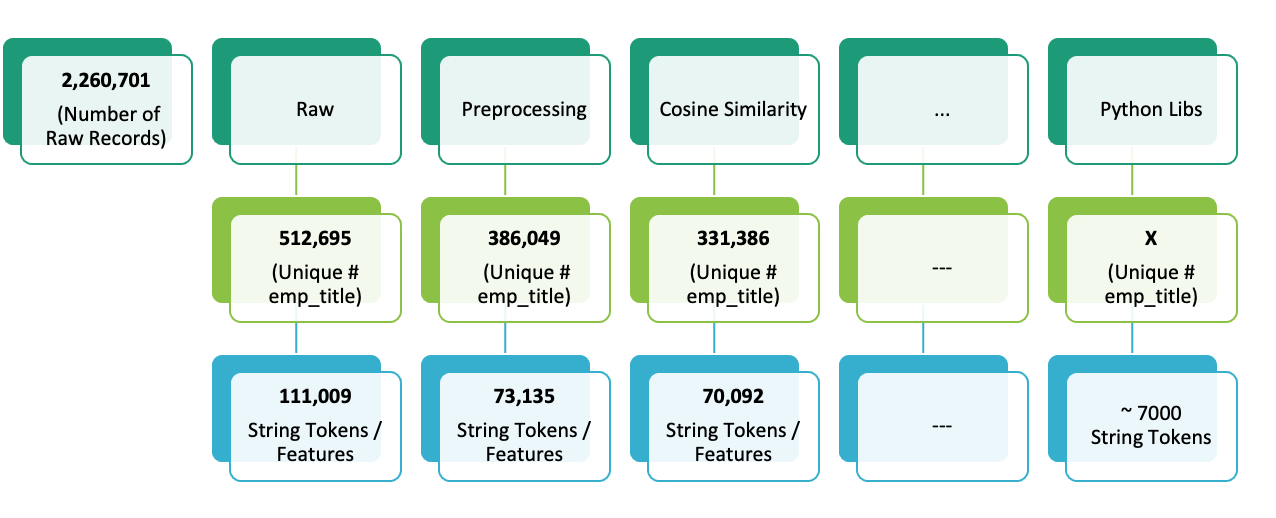 2,260,701
(Number of
Raw Records)
Raw
Preprocessing
Cosine Similarity
...
Python Libs
512,695
(Unique #
emp_title)
386,049
(Unique #
emp_title)
331,386
(Unique #
emp_title)
---
X
(Unique #
emp_title)
111,009
String Tokens /
Features
73,135
String Tokens /
Features
70,092
String Tokens /
Features
---
~ 7000
String Tokens